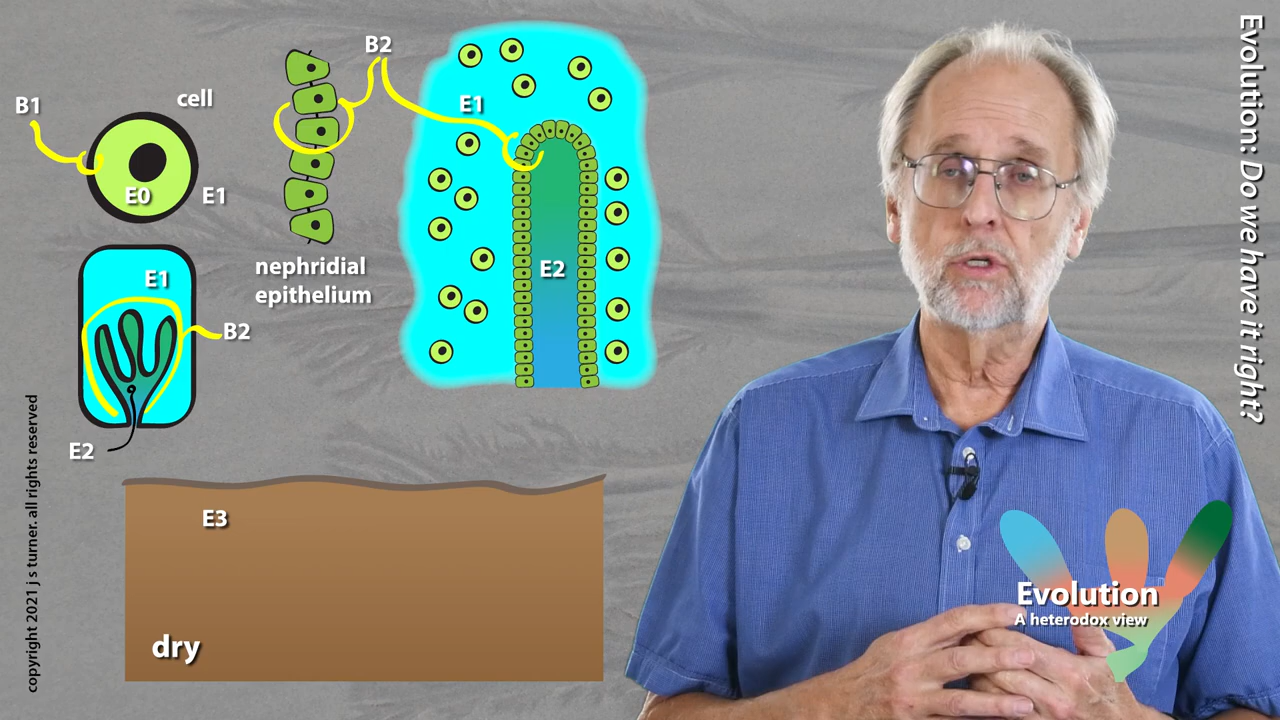 B1
cell
E0
E1
B2
nephridial
epithelium
E1
E2
E1
B2
E2
E3
dry
copyright 2021 j s turner. all rights reserved
Evolution: Do we have it right?
Evolution
A heterodox view